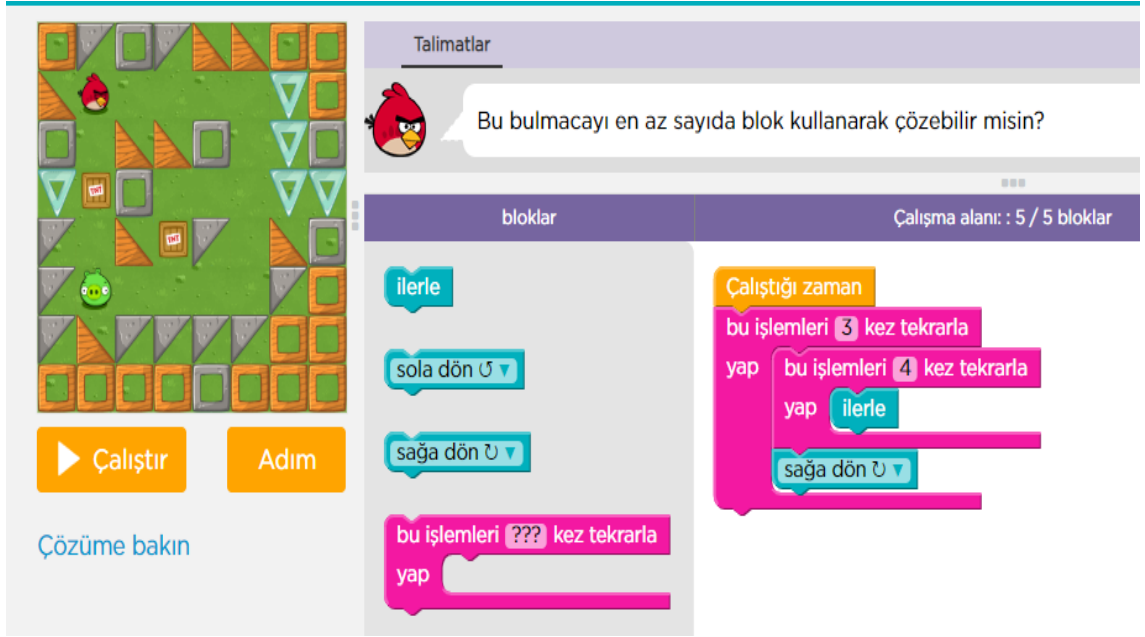 Talimatlar
Bu bulmacayı en az sayıda blok kullanarak çözebilir misin?
bloklar
Çalışma alanı: : 5 / 5 bloklar
TNT
TNT
ilerle
sola dön ↺ ▼
sağa dön ↻ ▼
bu işlemleri ??? kez tekrarla
yap
Çalıştığı zaman
bu işlemleri 3 kez tekrarla
yap
bu işlemleri 4 kez tekrarla
yap ilerle
sağa dön ↻ ▼
Çalıştır
Adım
Çözüme bakın